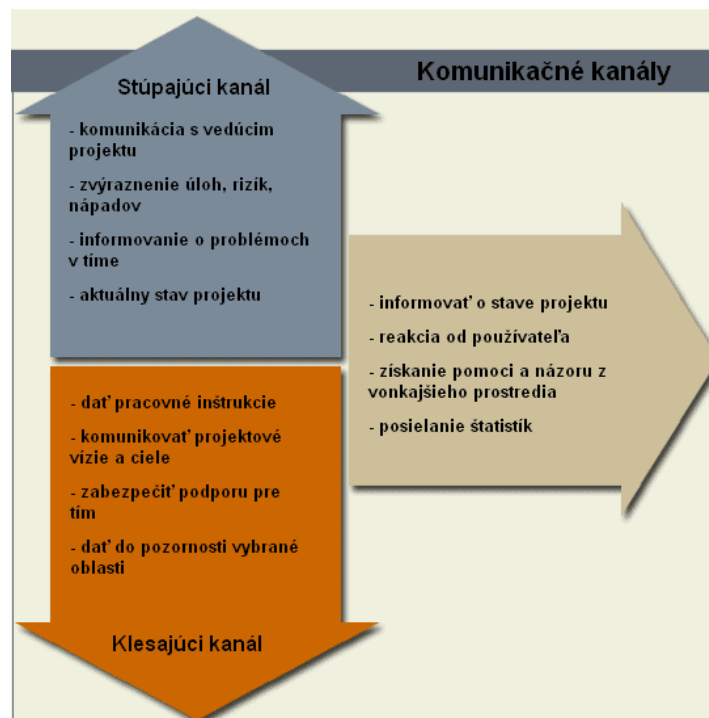 Komunikačné kanály
Stúpajúci kanál
- komunikácia s vedúcim
projektu
- zvýraznenie úloh, rizík,
nápadov
- informovanie o problémoch
v tíme
- aktuálny stav projektu
- informovať o stave projektu
- reakcia od používateľa
- získanie pomoci a názoru z
vonkajšieho prostredia
- posielanie štatistík
- dať pracovné inštrukcie
- komunikovať projektové
vízie a ciele
- zabezpečiť podporu pre
tím
- dať do pozornosti vybrané
oblasti
Klesajúci kanál